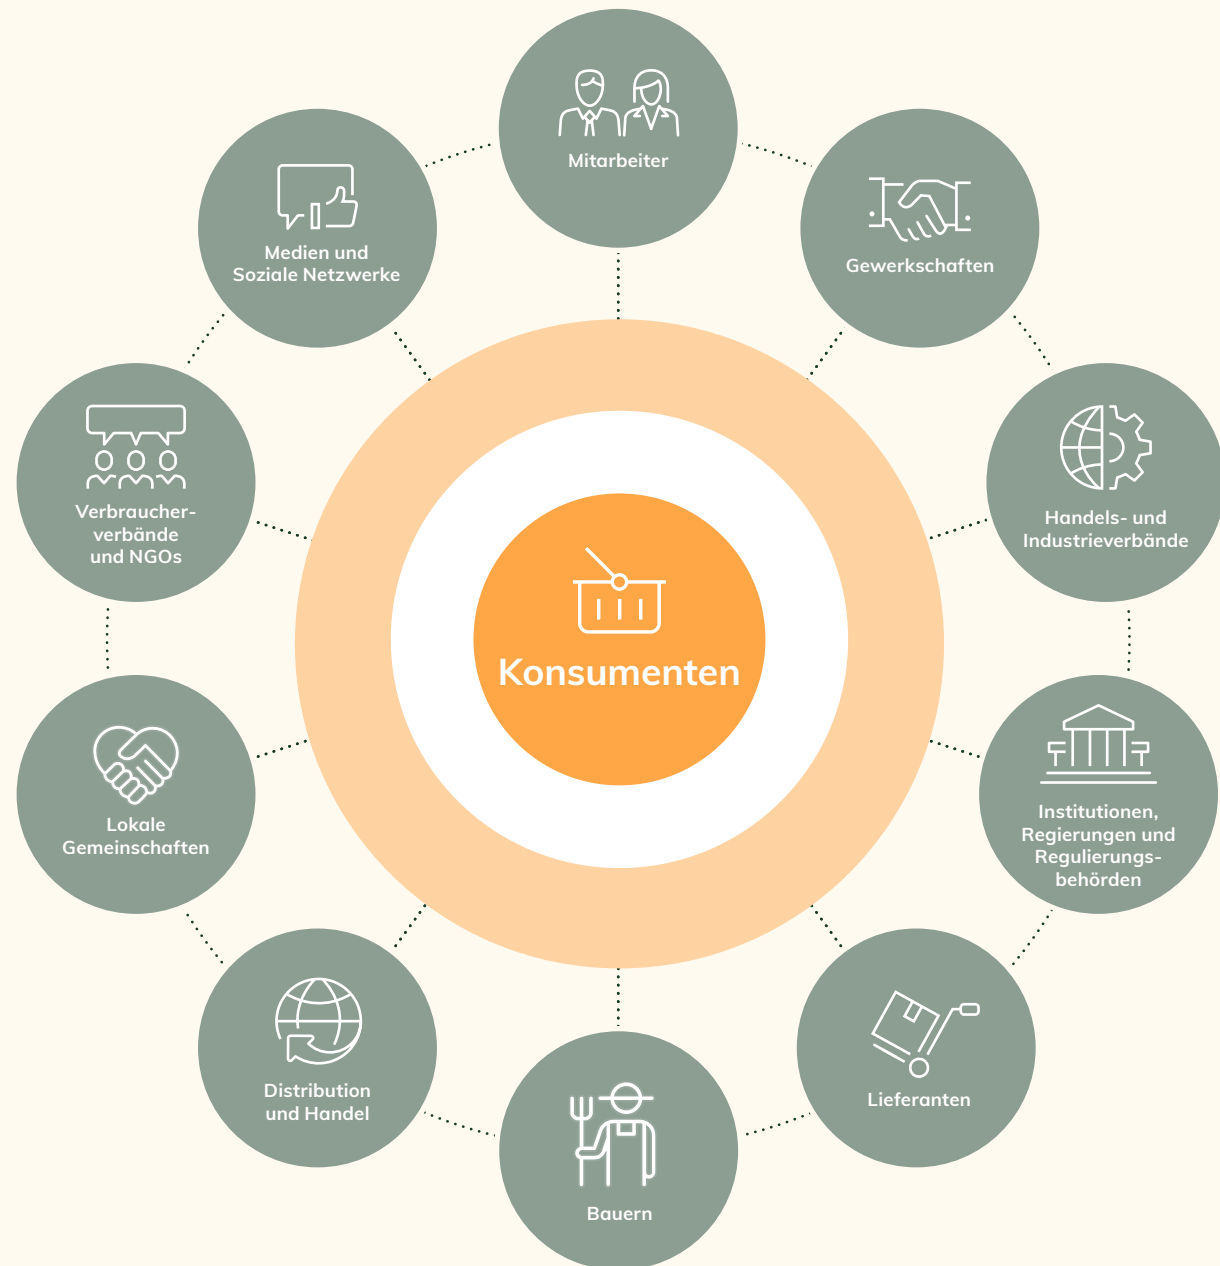 Mitarbeiter
Gewerkschaften
Handels- und
Industrieverbände
Institutionen,
Regierungen und
Regulierungs-
behörden
Lieferanten
Bauern
Distribution
und Handel
Lokale
Gemeinschaften
Verbraucher-
verbände
und NGOs
Medien und
Soziale Netzwerke
Konsumenten